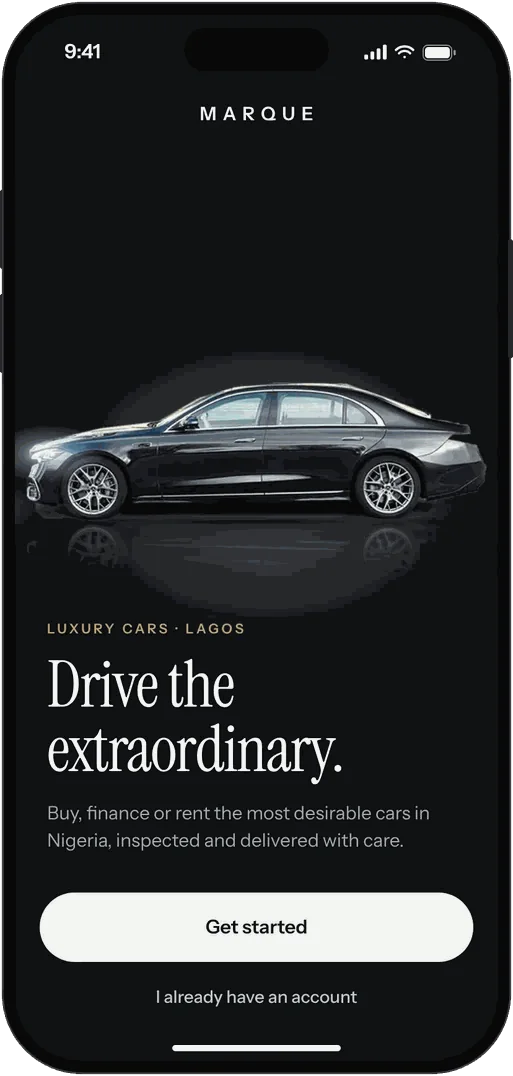 9:41
MARQUE
LUXURY CARS · LAGOS
Drive the
extraordinary.
Buy, finance or rent the most desirable cars in
Nigeria, inspected and delivered with care.
Get started
I already have an account